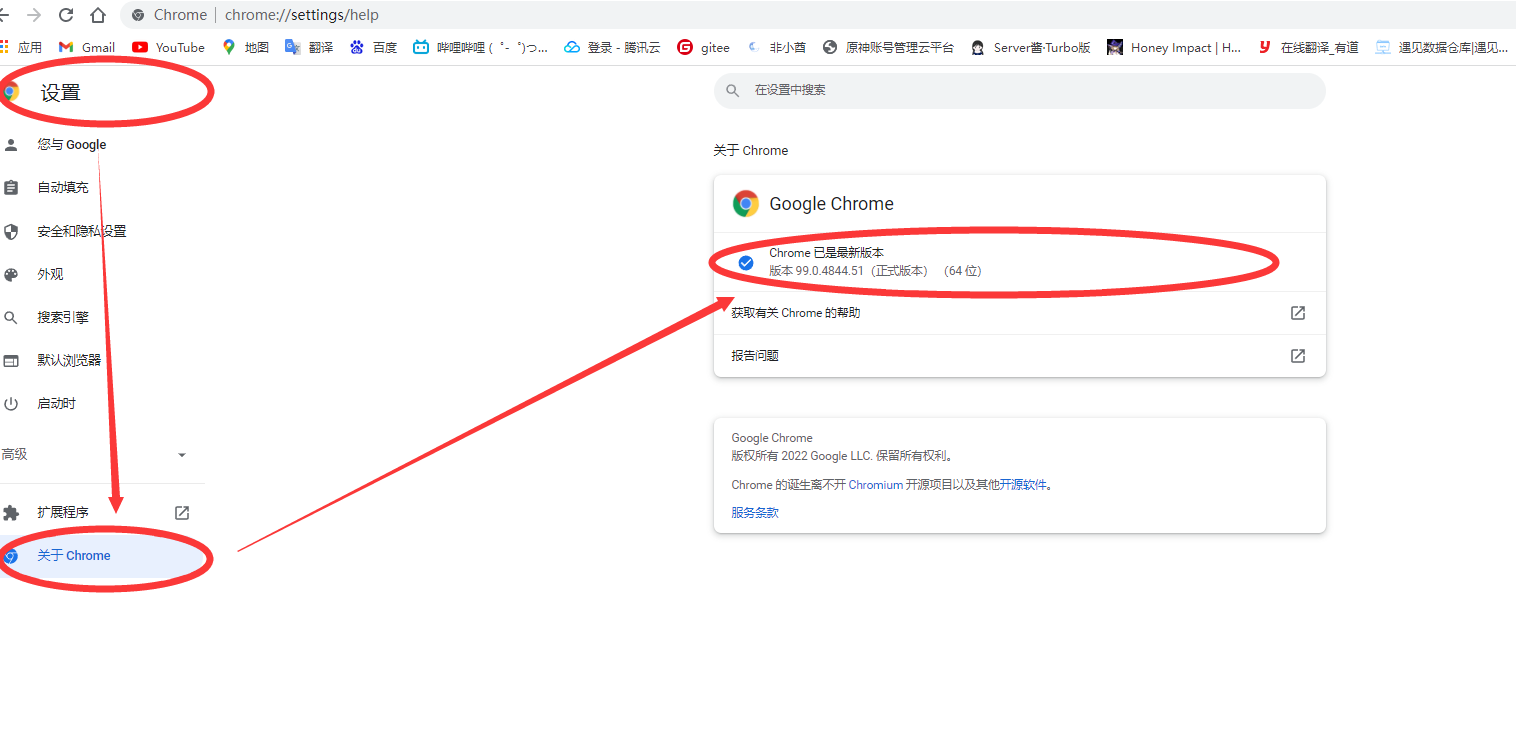 Chrome | chrome://settings/help
应用 Gmail YouTube 地图 翻译 百度 哔哩哔哩 ( ゜- ゜)つ... 登录 - 腾讯云 gitee 非小酋 原神账号管理云平台 Server酱·Turbo版 Honey Impact | H... 在线翻译_有道 遇见数据仓库|遇见...
设置
在设置中搜索
您与 Google
自动填充
安全和隐私设置
外观
搜索引擎
默认浏览器
启动时
高级
扩展程序
关于 Chrome
关于 Chrome
Google Chrome
Chrome 已是最新版本
版本 99.0.4844.51（正式版本） （64 位）
获取有关 Chrome 的帮助
报告问题
Google Chrome
版权所有 2022 Google LLC. 保留所有权利。
Chrome 的诞生离不开 Chromium 开源项目以及其他开源软件。
服务条款